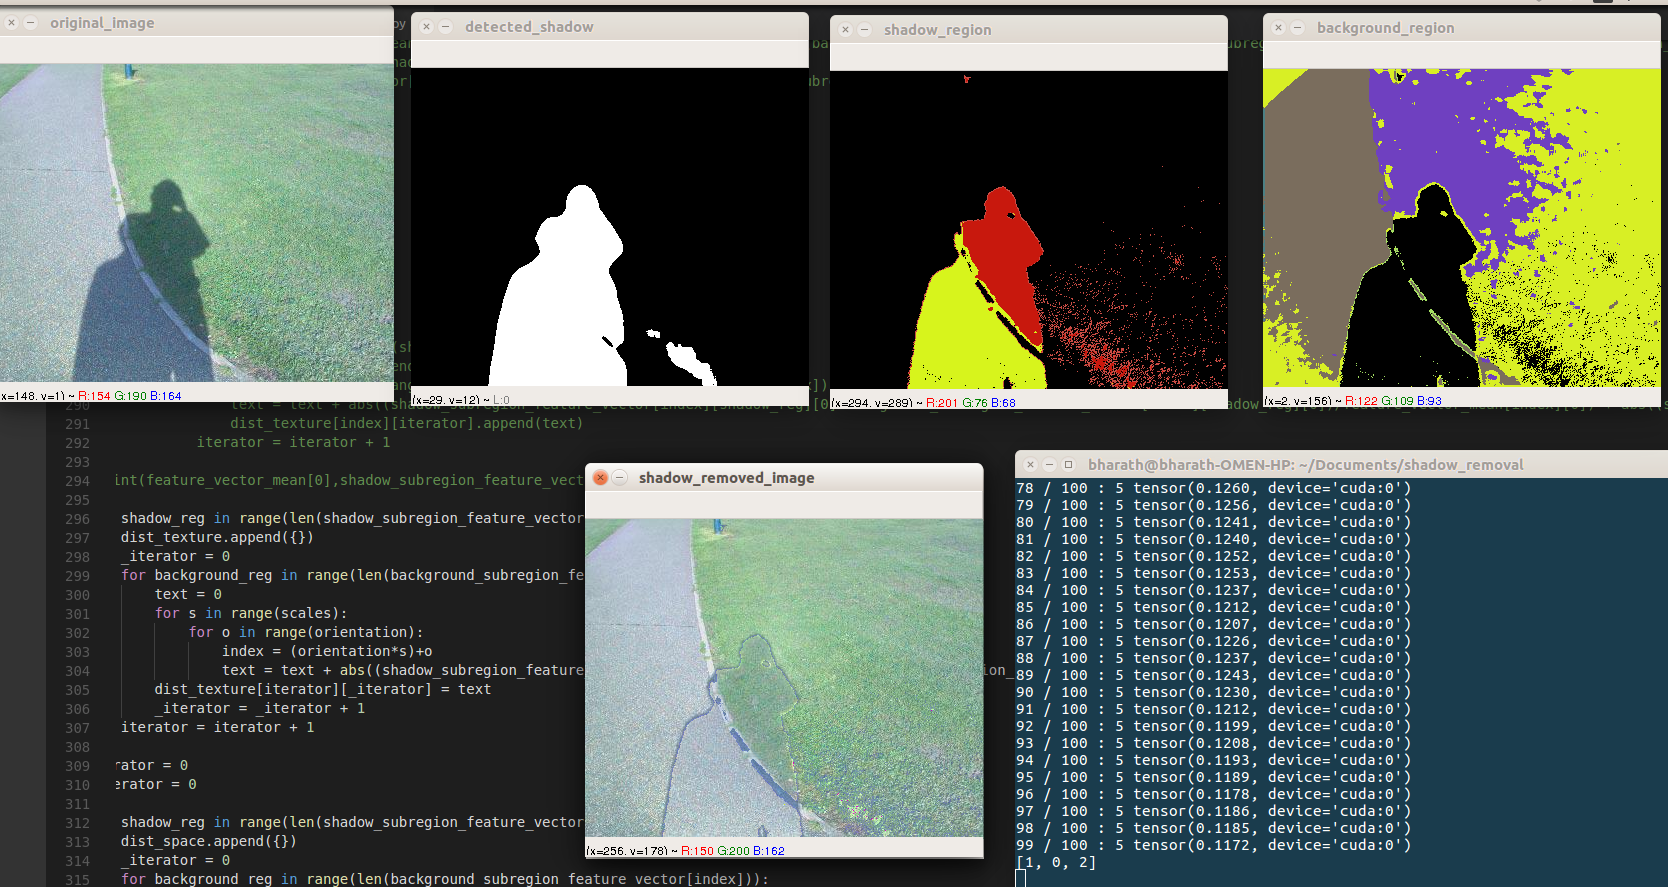 original_image
detected_shadow
shadow_region
background_region
(x=148, y=1) ~ R:154 G:190 B:164
(x=29, y=12) ~ L:0
(x=294, y=289) ~ R:201 G:76 B:68
(x=2, y=156) ~ R:122 G:109 B:93
290 text = text + abs((shadow_subregion_feature_vector[index][shadow_reg][0]
291 dist_texture[index][iterator].append(text)
292 iterator = iterator + 1
293
294 int(feature_vector_mean[0],shadow_subregion_feature_vect
295
296 shadow_reg in range(len(shadow_subregion_feature_vector
297 dist_texture.append({})
298 _iterator = 0
299 for background_reg in range(len(background_subregion_fe
300 text = 0
301 for s in range(scales):
302 for o in range(orientation):
303 index = (orientation*s)+o
304 text = text + abs((shadow_subregion_feature
305 dist_texture[iterator][_iterator] = text
306 _iterator = _iterator + 1
307 iterator = iterator + 1
308
309 rator = 0
310 erator = 0
311
312 shadow_reg in range(len(shadow_subregion_feature_vector
313 dist_space.append({})
314 _iterator = 0
315 for background_reg in range(len(background_subregion_feature_vector[index])):
shadow_removed_image
(x=256, y=178) ~ R:150 G:200 B:162
bharath@bharath-OMEN-HP: ~/Documents/shadow_removal
78 / 100 : 5 tensor(0.1260, device='cuda:0')
79 / 100 : 5 tensor(0.1256, device='cuda:0')
80 / 100 : 5 tensor(0.1241, device='cuda:0')
81 / 100 : 5 tensor(0.1240, device='cuda:0')
82 / 100 : 5 tensor(0.1252, device='cuda:0')
83 / 100 : 5 tensor(0.1253, device='cuda:0')
84 / 100 : 5 tensor(0.1237, device='cuda:0')
85 / 100 : 5 tensor(0.1212, device='cuda:0')
86 / 100 : 5 tensor(0.1207, device='cuda:0')
87 / 100 : 5 tensor(0.1226, device='cuda:0')
88 / 100 : 5 tensor(0.1237, device='cuda:0')
89 / 100 : 5 tensor(0.1243, device='cuda:0')
90 / 100 : 5 tensor(0.1230, device='cuda:0')
91 / 100 : 5 tensor(0.1212, device='cuda:0')
92 / 100 : 5 tensor(0.1199, device='cuda:0')
93 / 100 : 5 tensor(0.1208, device='cuda:0')
94 / 100 : 5 tensor(0.1193, device='cuda:0')
95 / 100 : 5 tensor(0.1189, device='cuda:0')
96 / 100 : 5 tensor(0.1178, device='cuda:0')
97 / 100 : 5 tensor(0.1186, device='cuda:0')
98 / 100 : 5 tensor(0.1185, device='cuda:0')
99 / 100 : 5 tensor(0.1172, device='cuda:0')
[1, 0, 2]